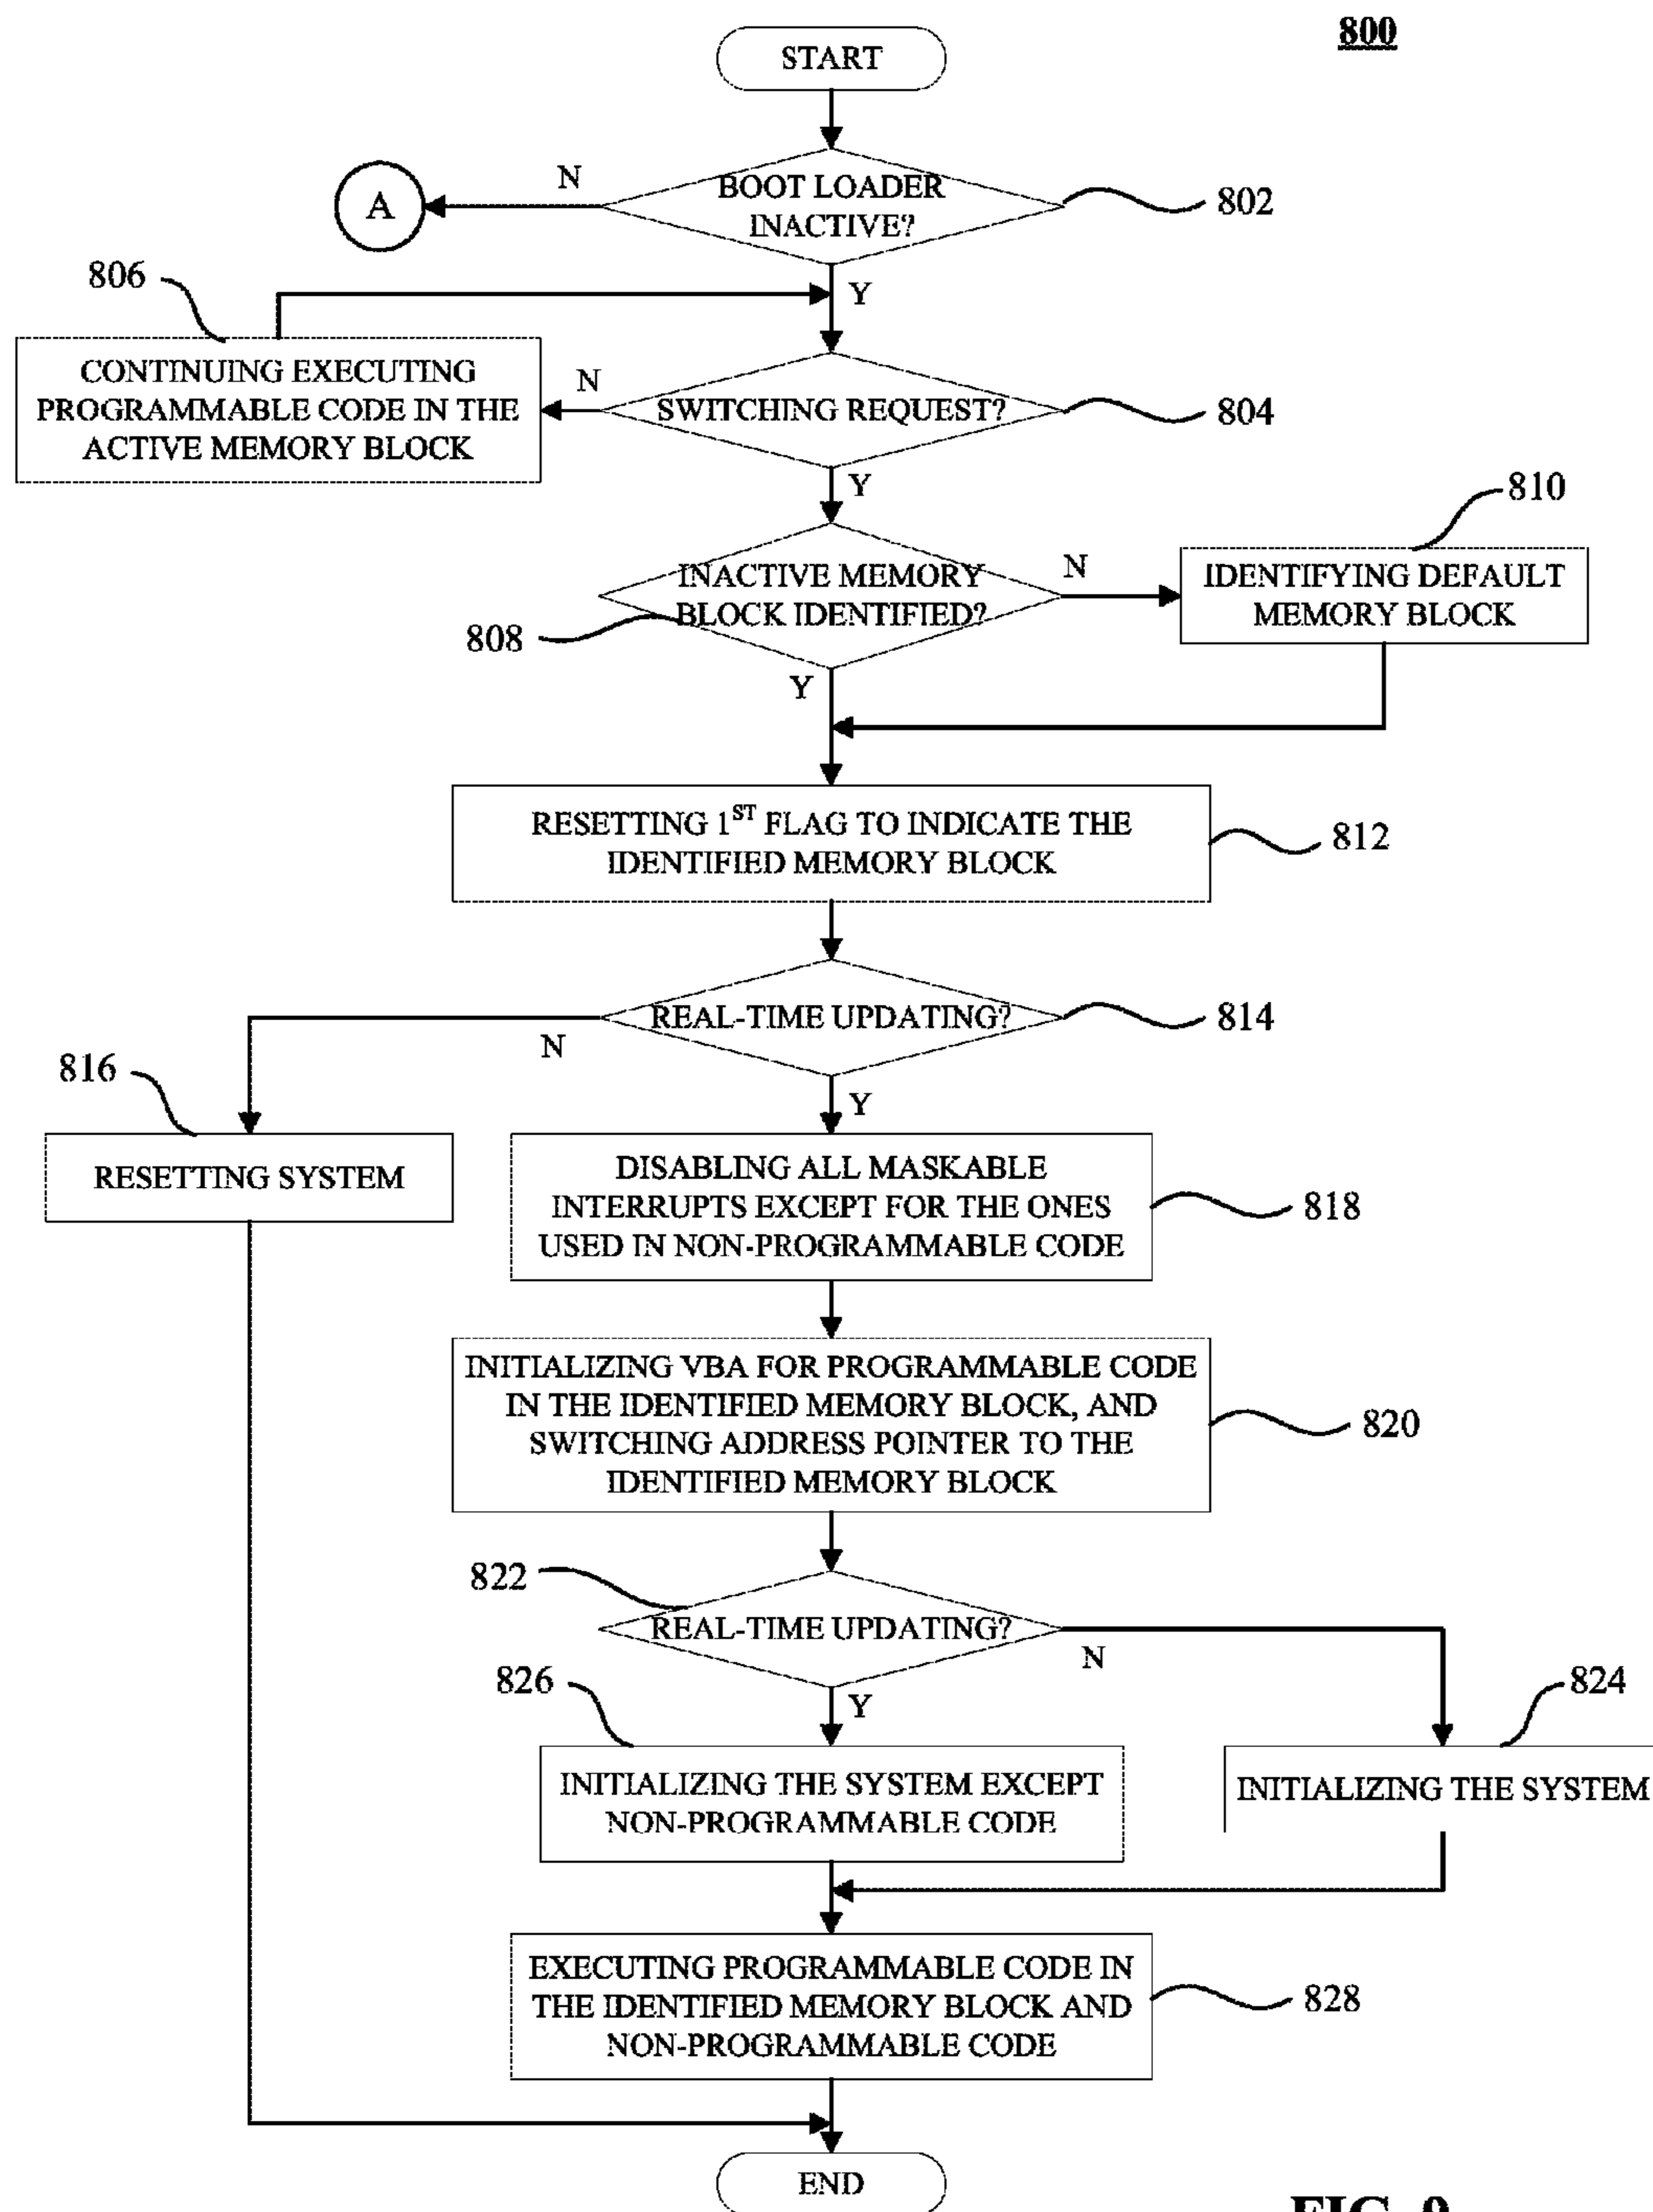 800
START
BOOT LOADER
INACTIVE?
N
A
802
Y
806
CONTINUING EXECUTING
PROGRAMMABLE CODE IN THE
ACTIVE MEMORY BLOCK
N
SWITCHING REQUEST?
804
Y
810
INACTIVE MEMORY
BLOCK IDENTIFIED?
N
IDENTIFYING DEFAULT
MEMORY BLOCK
808
Y
RESETTING 1ST FLAG TO INDICATE THE
IDENTIFIED MEMORY BLOCK
812
REAL-TIME UPDATING?
814
N
816
Y
RESETTING SYSTEM
DISABLING ALL MASKABLE
INTERRUPTS EXCEPT FOR THE ONES
USED IN NON-PROGRAMMABLE CODE
818
INITIALIZING VBA FOR PROGRAMMABLE CODE
IN THE IDENTIFIED MEMORY BLOCK, AND
SWITCHING ADDRESS POINTER TO THE
IDENTIFIED MEMORY BLOCK
820
822
REAL-TIME UPDATING?
N
826
Y
824
INITIALIZING THE SYSTEM EXCEPT
NON-PROGRAMMABLE CODE
INITIALIZING THE SYSTEM
EXECUTING PROGRAMMABLE CODE IN
THE IDENTIFIED MEMORY BLOCK AND
NON-PROGRAMMABLE CODE
828
END
FIG.